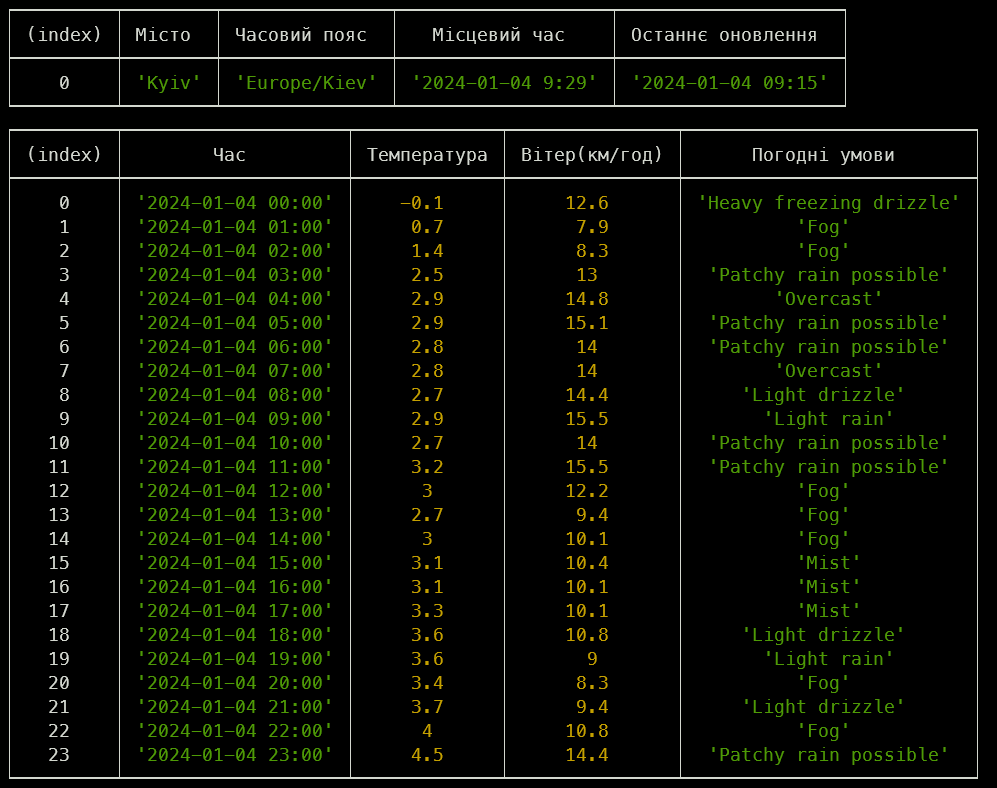 (index) Місто Часовий пояс Місцевий час Останнє оновлення
0 'Kyiv' 'Europe/Kiev' '2024-01-04 9:29' '2024-01-04 09:15'
(index) Час Температура Вітер(км/год) Погодні умови
0 '2024-01-04 00:00' -0.1 12.6 'Heavy freezing drizzle'
1 '2024-01-04 01:00' 0.7 7.9 'Fog'
2 '2024-01-04 02:00' 1.4 8.3 'Fog'
3 '2024-01-04 03:00' 2.5 13 'Patchy rain possible'
4 '2024-01-04 04:00' 2.9 14.8 'Overcast'
5 '2024-01-04 05:00' 2.9 15.1 'Patchy rain possible'
6 '2024-01-04 06:00' 2.8 14 'Patchy rain possible'
7 '2024-01-04 07:00' 2.8 14 'Overcast'
8 '2024-01-04 08:00' 2.7 14.4 'Light drizzle'
9 '2024-01-04 09:00' 2.9 15.5 'Light rain'
10 '2024-01-04 10:00' 2.7 14 'Patchy rain possible'
11 '2024-01-04 11:00' 3.2 15.5 'Patchy rain possible'
12 '2024-01-04 12:00' 3 12.2 'Fog'
13 '2024-01-04 13:00' 2.7 9.4 'Fog'
14 '2024-01-04 14:00' 3 10.1 'Fog'
15 '2024-01-04 15:00' 3.1 10.4 'Mist'
16 '2024-01-04 16:00' 3.1 10.1 'Mist'
17 '2024-01-04 17:00' 3.3 10.1 'Mist'
18 '2024-01-04 18:00' 3.6 10.8 'Light drizzle'
19 '2024-01-04 19:00' 3.6 9 'Light rain'
20 '2024-01-04 20:00' 3.4 8.3 'Fog'
21 '2024-01-04 21:00' 3.7 9.4 'Light drizzle'
22 '2024-01-04 22:00' 4 10.8 'Fog'
23 '2024-01-04 23:00' 4.5 14.4 'Patchy rain possible'